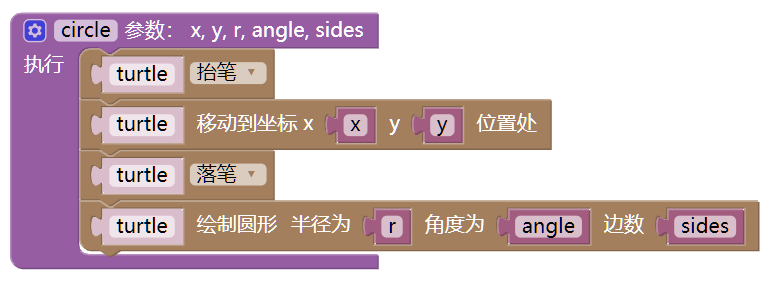 circle 参数： x, y, r, angle, sides
执行
turtle 抬笔
turtle 移动到坐标 x x y y 位置处
turtle 落笔
turtle 绘制圆形 半径为 r 角度为 angle 边数 sides